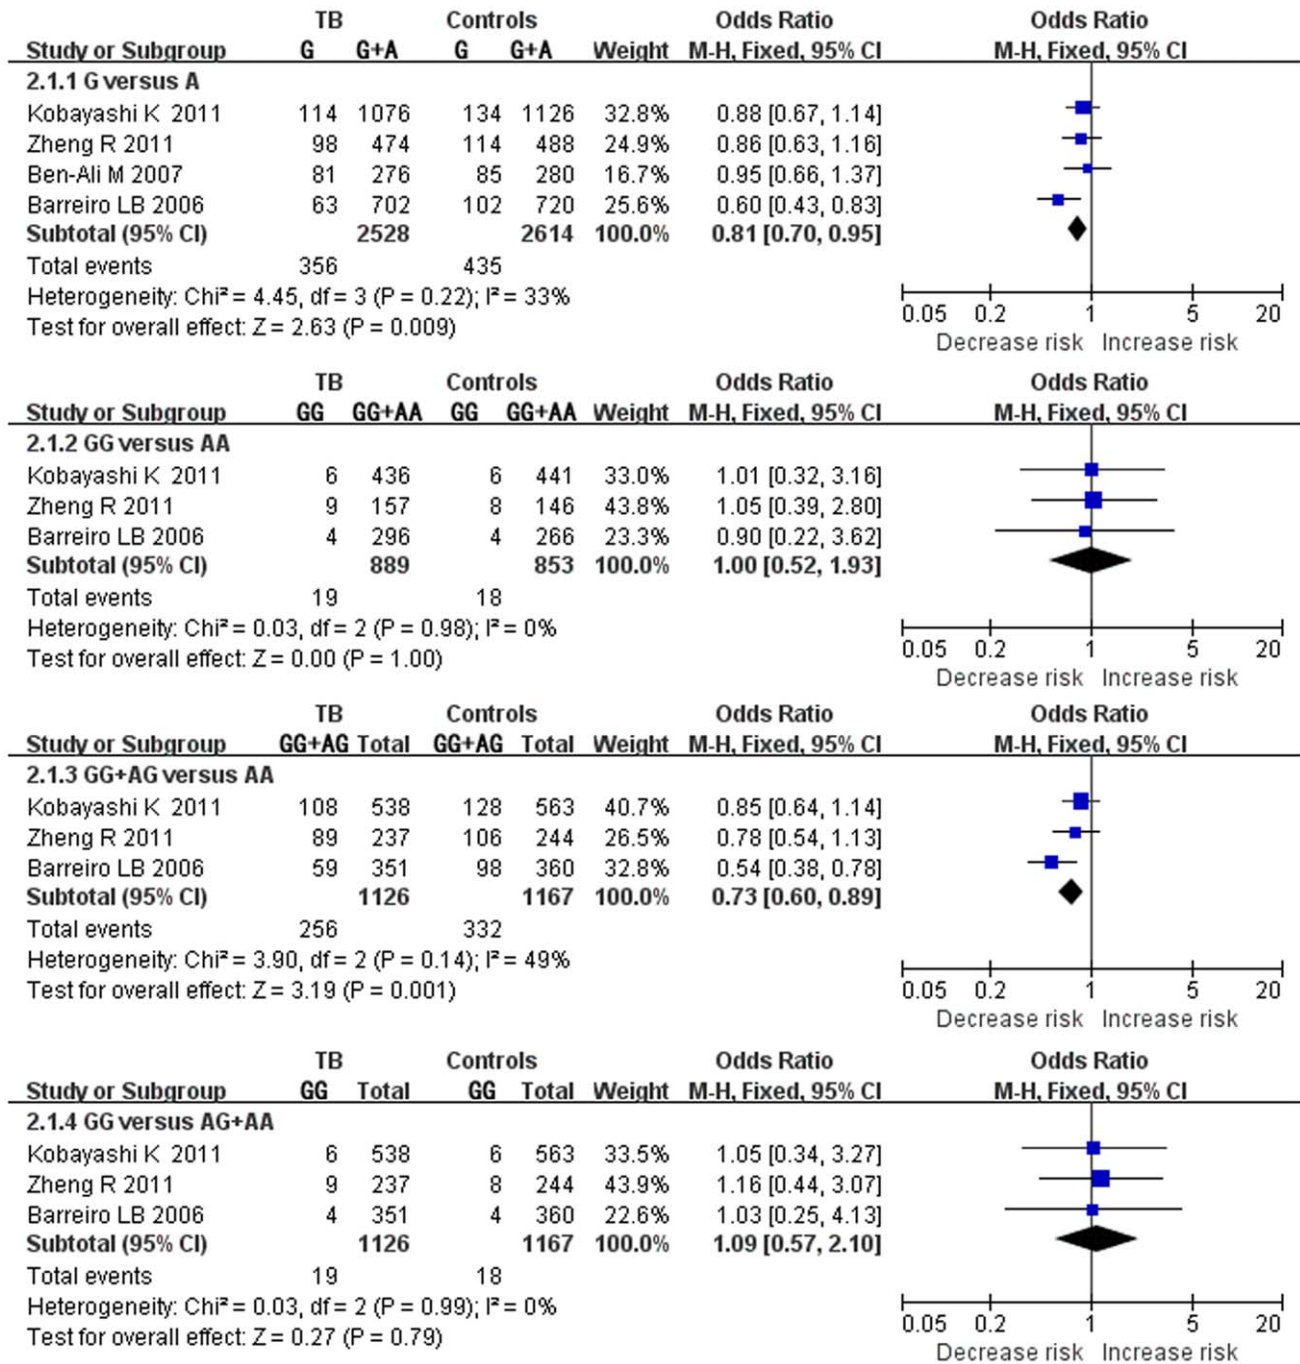 TB Controls Odds Ratio Odds Ratio
Study or Subgroup G G+A G G+A Weight M-H, Fixed, 95% CI M-H, Fixed, 95% CI
2.1.1 G versus A
Kobayashi K 2011 114 1076 134 1126 32.8% 0.88 [0.67, 1.14]
Zheng R 2011 98 474 114 488 24.9% 0.86 [0.63, 1.16]
Ben-Ali M 2007 81 276 85 280 16.7% 0.95 [0.66, 1.37]
Barreiro LB 2006 63 702 102 720 25.6% 0.60 [0.43, 0.83]
Subtotal (95% CI) 2528 2614 100.0% 0.81 [0.70, 0.95]
Total events 356 435
Heterogeneity: Chi² = 4.45, df = 3 (P = 0.22); I² = 33%
Test for overall effect: Z = 2.63 (P = 0.009)
0.05 0.2 1 5 20
Decrease risk Increase risk
TB Controls Odds Ratio Odds Ratio
Study or Subgroup GG GG+AA GG GG+AA Weight M-H, Fixed, 95% CI M-H, Fixed, 95% CI
2.1.2 GG versus AA
Kobayashi K 2011 6 436 6 441 33.0% 1.01 [0.32, 3.16]
Zheng R 2011 9 157 8 146 43.8% 1.05 [0.39, 2.80]
Barreiro LB 2006 4 296 4 266 23.3% 0.90 [0.22, 3.62]
Subtotal (95% CI) 889 853 100.0% 1.00 [0.52, 1.93]
Total events 19 18
Heterogeneity: Chi² = 0.03, df = 2 (P = 0.98); I² = 0%
Test for overall effect: Z = 0.00 (P = 1.00)
0.05 0.2 1 5 20
Decrease risk Increase risk
TB Controls Odds Ratio Odds Ratio
Study or Subgroup GG+AG Total GG+AG Total Weight M-H, Fixed, 95% CI M-H, Fixed, 95% CI
2.1.3 GG+AG versus AA
Kobayashi K 2011 108 538 128 563 40.7% 0.85 [0.64, 1.14]
Zheng R 2011 89 237 106 244 26.5% 0.78 [0.54, 1.13]
Barreiro LB 2006 59 351 98 360 32.8% 0.54 [0.38, 0.78]
Subtotal (95% CI) 1126 1167 100.0% 0.73 [0.60, 0.89]
Total events 256 332
Heterogeneity: Chi² = 3.90, df = 2 (P = 0.14); I² = 49%
Test for overall effect: Z = 3.19 (P = 0.001)
0.05 0.2 1 5 20
Decrease risk Increase risk
TB Controls Odds Ratio Odds Ratio
Study or Subgroup GG Total GG Total Weight M-H, Fixed, 95% CI M-H, Fixed, 95% CI
2.1.4 GG versus AG+AA
Kobayashi K 2011 6 538 6 563 33.5% 1.05 [0.34, 3.27]
Zheng R 2011 9 237 8 244 43.9% 1.16 [0.44, 3.07]
Barreiro LB 2006 4 351 4 360 22.6% 1.03 [0.25, 4.13]
Subtotal (95% CI) 1126 1167 100.0% 1.09 [0.57, 2.10]
Total events 19 18
Heterogeneity: Chi² = 0.03, df = 2 (P = 0.99); I² = 0%
Test for overall effect: Z = 0.27 (P = 0.79)
0.05 0.2 1 5 20
Decrease risk Increase risk